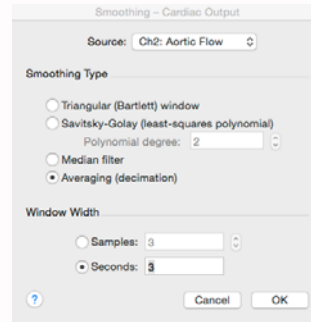 Smoothing – Cardiac Output
Source: Ch2: Aortic Flow
Smoothing Type
Triangular (Bartlett) window
Savitsky-Golay (least-squares polynomial)
Polynomial degree: 2
Median filter
Averaging (decimation)
Window Width
Samples: 3
Seconds: 3
? Cancel OK